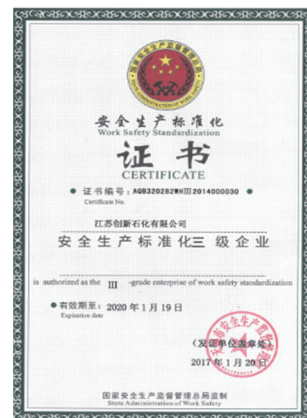 安全生产标准化
Work Safety Standardization
证书
CERTIFICATE
证书编号：AQB320282WHⅢ2014000030
Certificate No.
江苏创新石化有限公司
安全生产标准化三级企业
is authorized as the Ⅲ -grade enterprise of work safety standardization
有效期至：2020年1月19日
Expiration date
（发证单位盖章处）
2017年1月20日
国家安全生产监督管理总局监制
State Administration of Work Safety